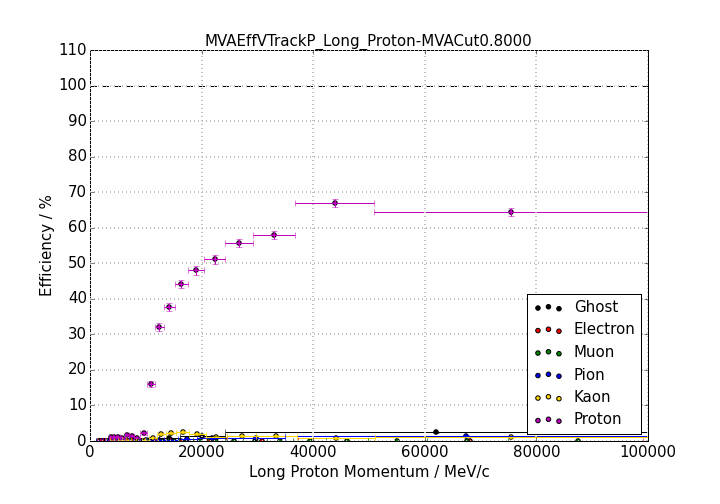 MVAEffVTrackP_Long_Proton-MVACut0.8000
110
100
90
80
70
60
50
40
30
20
10
0
Efficiency / %
Ghost
Electron
Muon
Pion
Kaon
Proton
0 20000 40000 60000 80000 100000
Long Proton Momentum / MeV/c